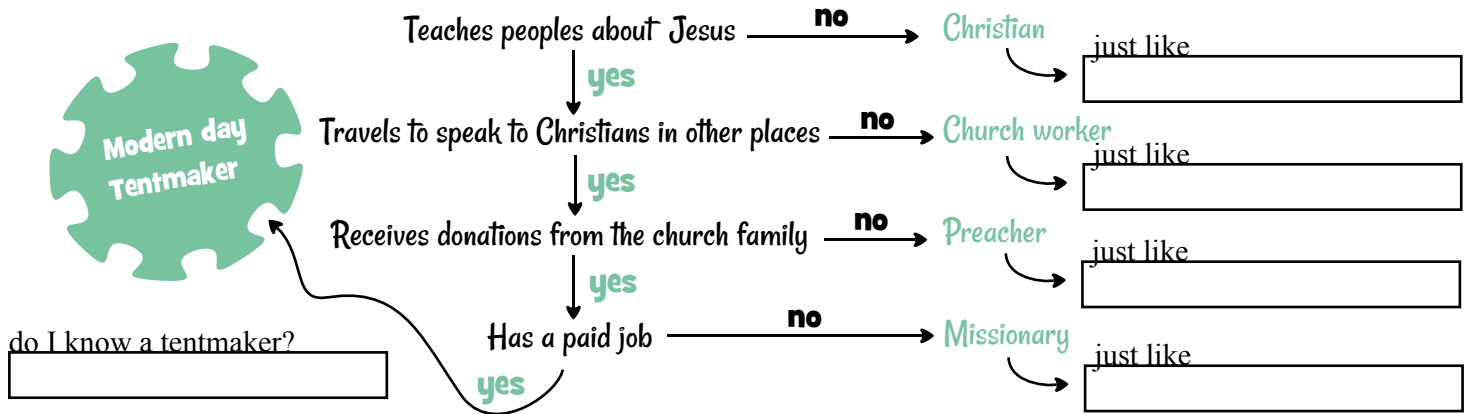 Teaches peoples about Jesus
no
Christian
just like
yes
Modern day
Tentmaker
Travels to speak to Christians in other places
no
Church worker
just like
yes
Receives donations from the church family
no
Preacher
just like
yes
Has a paid job
no
Missionary
just like
yes
do I know a tentmaker?